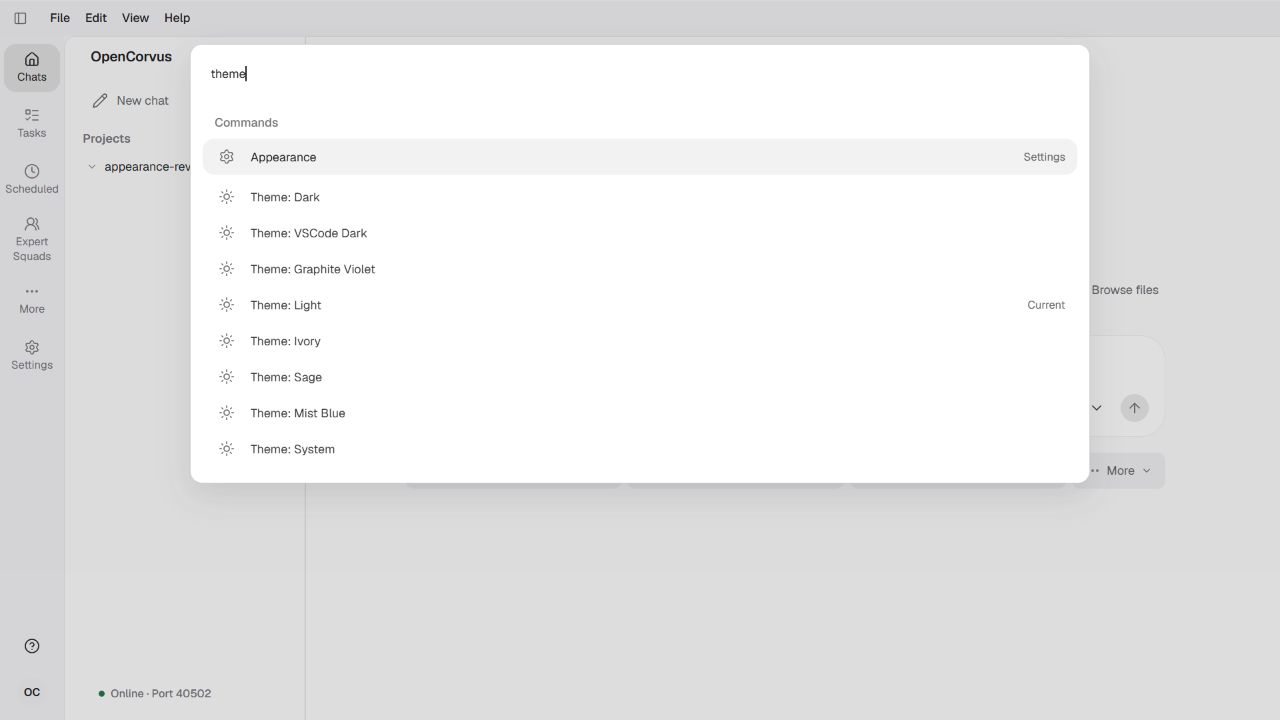 File Edit View Help
OpenCorvus
Chats
New chat
Tasks
Projects
appearance-rev
Scheduled
Expert
Squads
More
Settings
theme
Commands
Appearance Settings
Theme: Dark
Theme: VSCode Dark
Theme: Graphite Violet
Theme: Light Current
Theme: Ivory
Theme: Sage
Theme: Mist Blue
Theme: System
Browse files
More
OC
Online · Port 40502